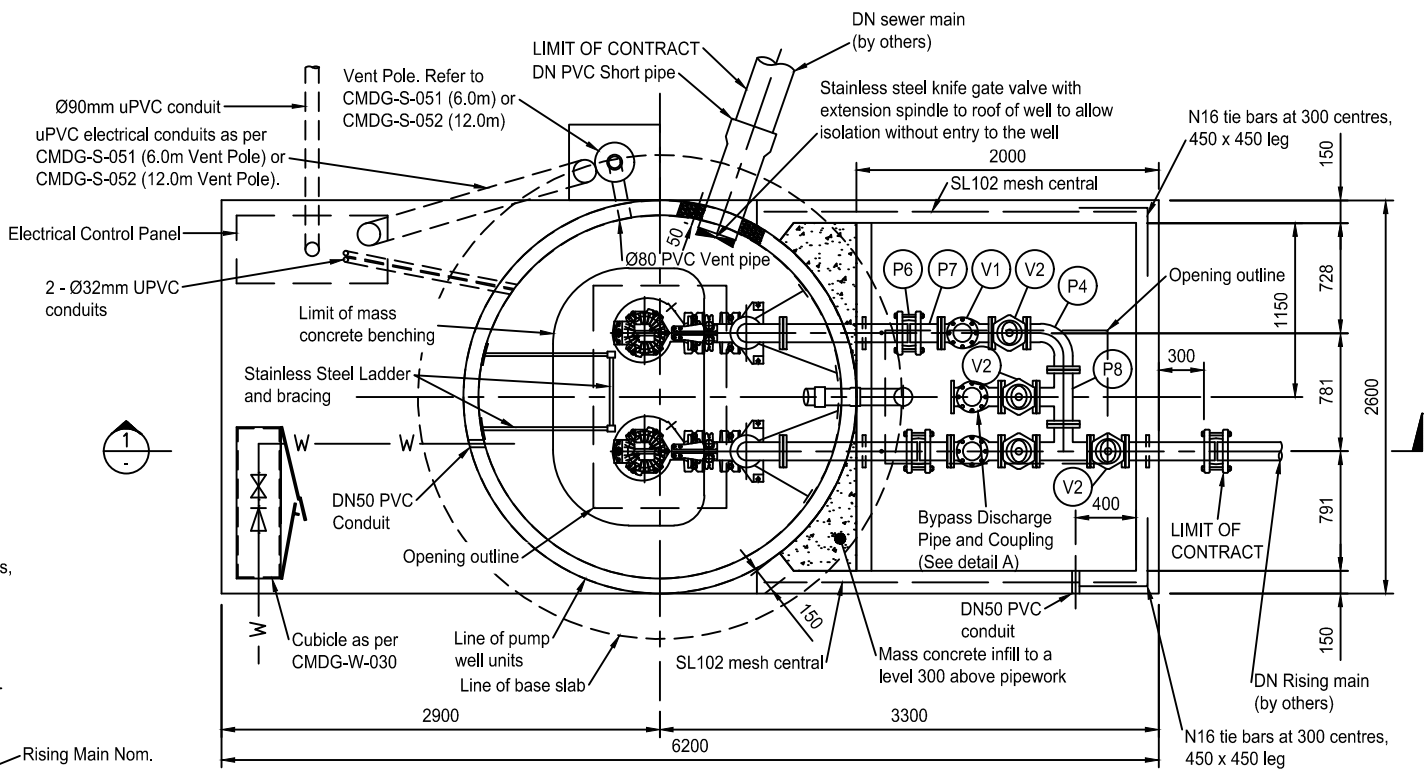 DN sewer main
(by others)
LIMIT OF CONTRACT
DN PVC Short pipe
Vent Pole. Refer to
CMDG-S-051 (6.0m) or
CMDG-S-052 (12.0m)
Stainless steel knife gate valve with
extension spindle to roof of well to allow
isolation without entry to the well
N16 tie bars at 300 centres,
450 x 450 leg
Ø90mm uPVC conduit
uPVC electrical conduits as per
CMDG-S-051 (6.0m Vent Pole) or
CMDG-S-052 (12.0m Vent Pole).
2000
150
SL102 mesh central
Electrical Control Panel
50
Ø80 PVC Vent pipe
P6
P7
V1
V2
P4
Opening outline
1150
728
2 - Ø32mm UPVC
conduits
Limit of mass
concrete benching
300
V2
P8
781
2600
Stainless Steel Ladder
and bracing
1
-
W
W
V2
400
DN50 PVC
Conduit
Opening outline
Bypass Discharge
Pipe and Coupling
(See detail A)
LIMIT OF
CONTRACT
791
s,
150
DN50 PVC
conduit
W
Cubicle as per
CMDG-W-030
Line of pump
well units
Line of base slab
SL102 mesh central
Mass concrete infill to a
level 300 above pipework
150
DN Rising main
(by others)
2900
3300
6200
N16 tie bars at 300 centres,
450 x 450 leg
Rising Main Nom.